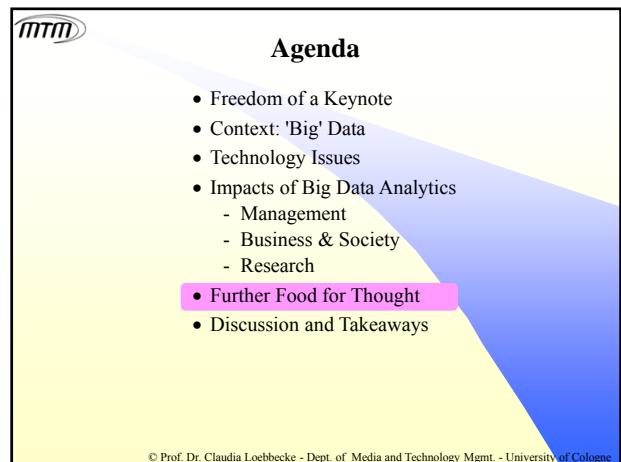 mtm
Agenda
• Freedom of a Keynote
• Context: 'Big' Data
• Technology Issues
• Impacts of Big Data Analytics
- Management
- Business & Society
- Research
• Further Food for Thought
• Discussion and Takeaways
© Prof. Dr. Claudia Loebbecke - Dept. of Media and Technology Mgmt. - University of Cologne